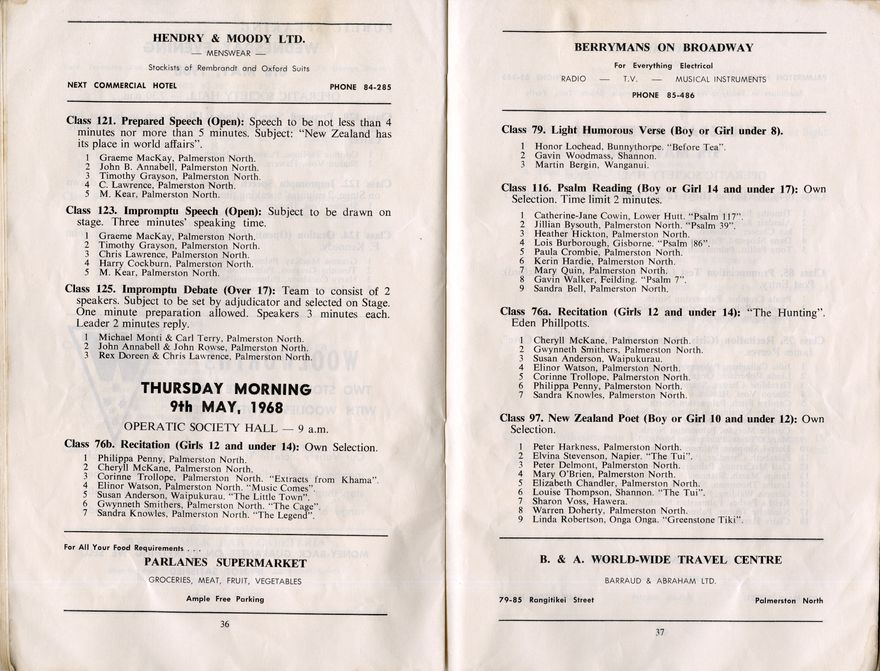 HENDRY & MOODY LTD.
— MENSWEAR —
Stockists of Rembrandt and Oxford Suits
NEXT COMMERCIAL HOTEL PHONE 84-285
Class 121. Prepared Speech (Open): Speech to be not less than 4
minutes nor more than 5 minutes. Subject: “New Zealand has
its place in world affairs”.
1 Graeme MacKay, Palmerston North.
2 John B. Annabell, Palmerston North.
3 Timothy Grayson, Palmerston North.
4 C. Lawrence, Palmerston North.
5 M. Kear, Palmerston North.
Class 123. Impromptu Speech (Open): Subject to be drawn on
stage. Three minutes’ speaking time.
1 Graeme MacKay, Palmerston North.
2 Timothy Grayson, Palmerston North.
3 Chris Lawrence, Palmerston North.
4 Harry Cockburn, Palmerston North.
5 M. Kear, Palmerston North.
Class 125. Impromptu Debate (Over 17): Team to consist of 2
speakers. Subject to be set by adjudicator and selected on Stage.
One minute preparation allowed. Speakers 3 minutes each.
Leader 2 minutes reply.
1 Michael Monti & Carl Terry, Palmerston North.
2 John Annabell & John Rowse, Palmerston North.
3 Rex Doreen & Chris Lawrence, Palmerston North.
THURSDAY MORNING
9th MAY, 1968
OPERATIC SOCIETY HALL — 9 a.m.
Class 76b. Recitation (Girls 12 and under 14): Own Selection.
1 Philippa Penny, Palmerston North.
2 Cheryll McKane, Palmerston North.
3 Corinne Trollope, Palmerston North. “Extracts from Khama”.
4 Elinor Watson, Palmerston North. “Music Comes”.
5 Susan Anderson, Waipukurau. “The Little Town”.
6 Gwynneth Smithers, Palmerston North. “The Cage”.
7 Sandra Knowles, Palmerston North. “The Legend”.
For All Your Food Requirements . . .
PARLANES SUPERMARKET
GROCERIES, MEAT, FRUIT, VEGETABLES
Ample Free Parking
36
BERRYMANS ON BROADWAY
For Everything Electrical
RADIO — T.V. — MUSICAL INSTRUMENTS
PHONE 85-486
Class 79. Light Humorous Verse (Boy or Girl under 8).
1 Honor Lochead, Bunnythorpe. “Before Tea”.
2 Gavin Woodmass, Shannon.
3 Martin Bergin, Wanganui.
Class 116. Psalm Reading (Boy or Girl 14 and under 17): Own
Selection. Time limit 2 minutes.
1 Catherine-Jane Cowin, Lower Hutt. “Psalm 117”.
2 Jillian Bysouth, Palmerston North. “Psalm 39”.
3 Heather Hickton, Palmerston North.
4 Lois Burborough, Gisborne. “Psalm |86”.
5 Paula Crombie, Palmerston North.
6 Kerin Hardie, Palmerston North.
7 Mary Quin, Palmerston North.
8 Gavin Walker, Feilding. “Psalm 7”.
9 Sandra Bell, Palmerston North.
Class 76a. Recitation (Girls 12 and under 14): “The Hunting”.
Eden Phillpotts.
1 Cheryll McKane, Palmerston North.
2 Gwynneth Smithers, Palmerston North.
3 Susan Anderson, Waipukurau.
4 Elinor Watson, Palmerston North.
5 Corinne Trollope, Palmerston North.
6 Philippa Penny, Palmerston North.
7 Sandra Knowles, Palmerston North.
Class 97. New Zealand Poet (Boy or Girl 10 and under 12): Own
Selection.
1 Peter Harkness, Palmerston North.
2 Elvina Stevenson, Napier. “The Tui”.
3 Peter Delmont, Palmerston North.
4 Mary O’Brien, Palmerston North.
5 Elizabeth Chandler, Palmerston North.
6 Louise Thompson, Shannon. “The Tui”.
7 Sharon Voss, Hawera.
8 Warren Doherty, Palmerston North.
9 Linda Robertson, Onga Onga. “Greenstone Tiki”.
B. & A. WORLD-WIDE TRAVEL CENTRE
BARRAUD & ABRAHAM LTD.
79-85 Rangitikei Street Palmerston North
37